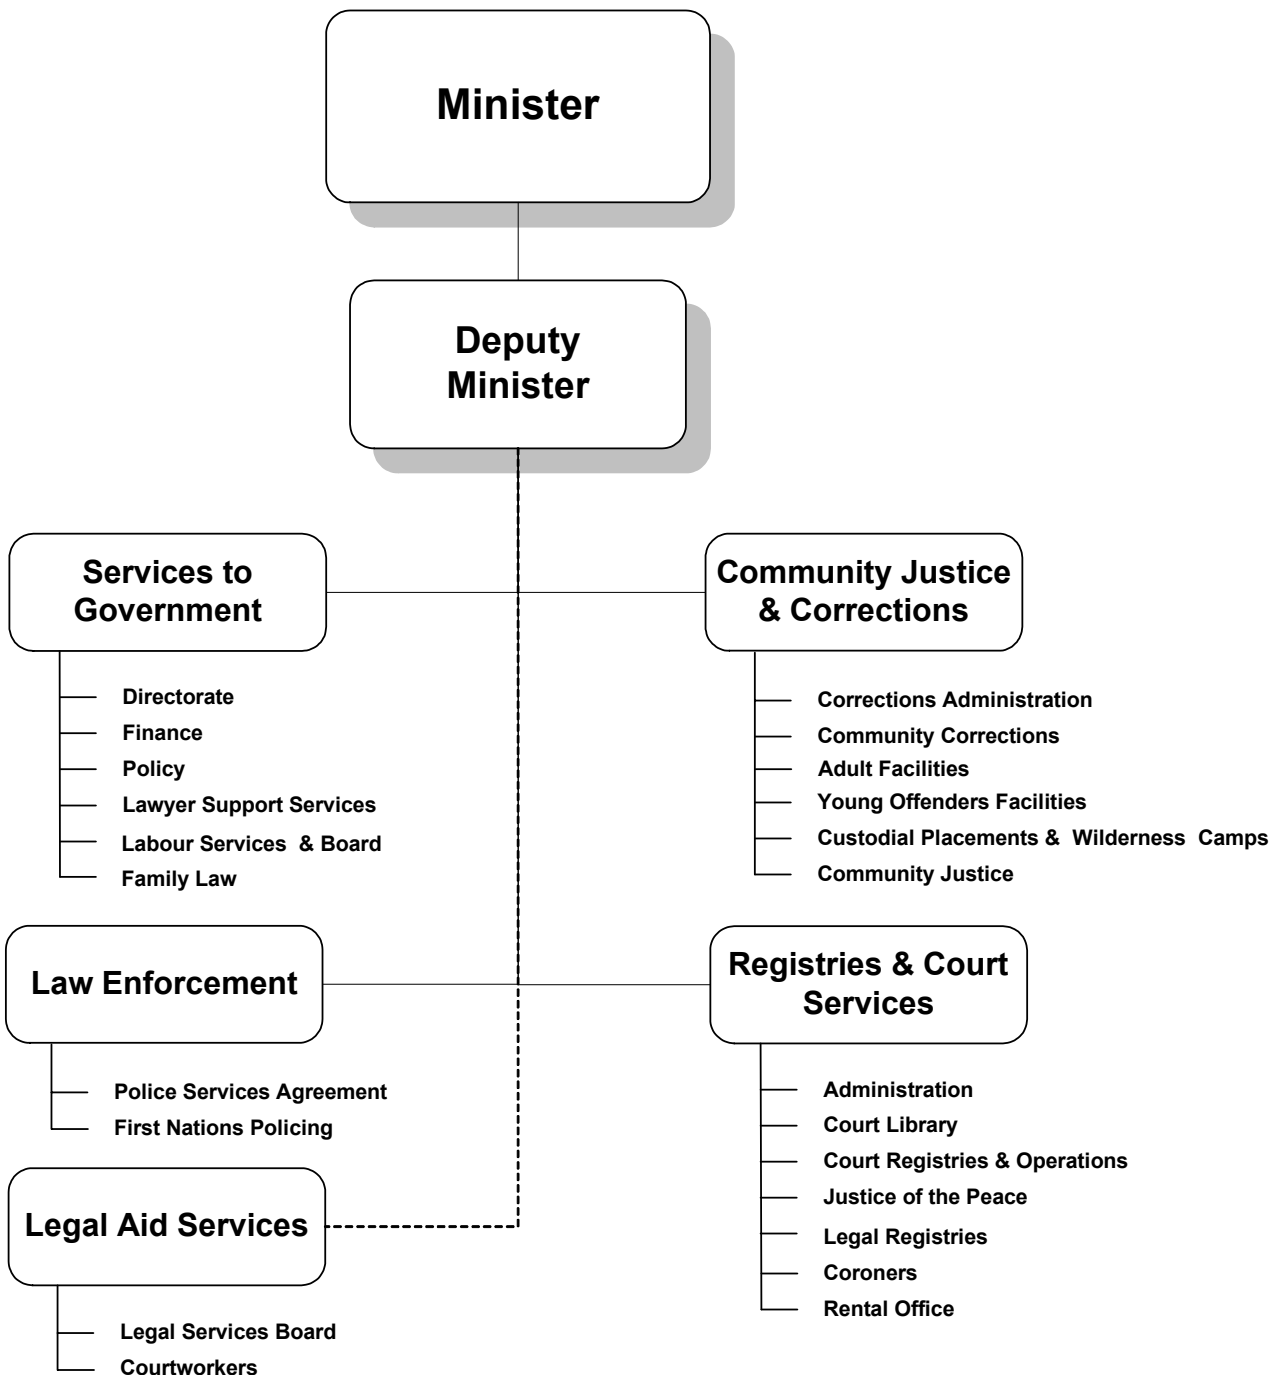 Minister
Deputy
Minister
Services to
Government
Directorate
Finance
Policy
Lawyer Support Services
Labour Services & Board
Family Law
Community Justice
& Corrections
Corrections Administration
Community Corrections
Adult Facilities
Young Offenders Facilities
Custodial Placements & Wilderness Camps
Community Justice
Law Enforcement
Police Services Agreement
First Nations Policing
Registries & Court
Services
Administration
Court Library
Court Registries & Operations
Justice of the Peace
Legal Registries
Coroners
Rental Office
Legal Aid Services
Legal Services Board
Courtworkers